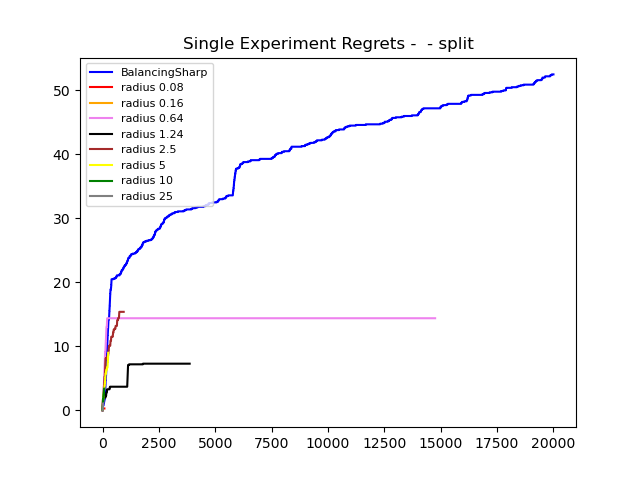 Single Experiment Regrets -  - split
BalancingSharp
radius 0.08
radius 0.16
radius 0.64
radius 1.24
radius 2.5
radius 5
radius 10
radius 25
50
40
30
20
10
0
0 2500 5000 7500 10000 12500 15000 17500 20000